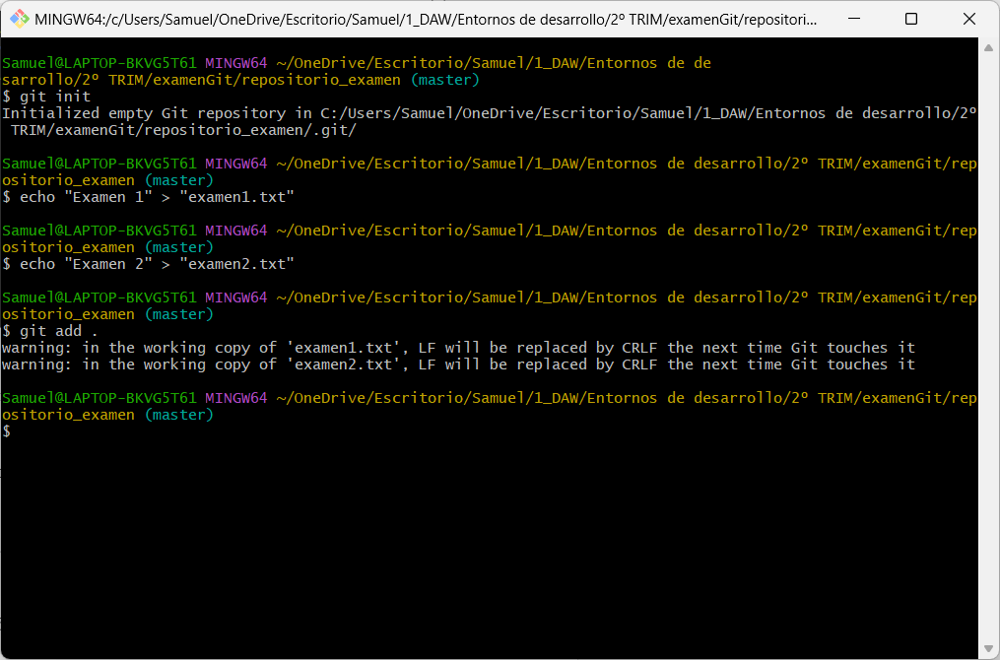 MINGW64:/c/Users/Samuel/OneDrive/Escritorio/Samuel/1_DAW/Entornos de desarrollo/2º TRIM/examenGit/repositori...
Samuel@LAPTOP-BKVG5T61 MINGW64 ~/OneDrive/Escritorio/Samuel/1_DAW/Entornos de de
sarrollo/2º TRIM/examenGit/repositorio_examen (master)
$ git init
Initialized empty Git repository in C:/Users/Samuel/OneDrive/Escritorio/Samuel/1_DAW/Entornos de desarrollo/2º
 TRIM/examenGit/repositorio_examen/.git/
Samuel@LAPTOP-BKVG5T61 MINGW64 ~/OneDrive/Escritorio/Samuel/1_DAW/Entornos de desarrollo/2º TRIM/examenGit/rep
ositorio_examen (master)
$ echo "Examen 1" > "examen1.txt"
Samuel@LAPTOP-BKVG5T61 MINGW64 ~/OneDrive/Escritorio/Samuel/1_DAW/Entornos de desarrollo/2º TRIM/examenGit/rep
ositorio_examen (master)
$ echo "Examen 2" > "examen2.txt"
Samuel@LAPTOP-BKVG5T61 MINGW64 ~/OneDrive/Escritorio/Samuel/1_DAW/Entornos de desarrollo/2º TRIM/examenGit/rep
ositorio_examen (master)
$ git add .
warning: in the working copy of 'examen1.txt', LF will be replaced by CRLF the next time Git touches it
warning: in the working copy of 'examen2.txt', LF will be replaced by CRLF the next time Git touches it
Samuel@LAPTOP-BKVG5T61 MINGW64 ~/OneDrive/Escritorio/Samuel/1_DAW/Entornos de desarrollo/2º TRIM/examenGit/rep
ositorio_examen (master)
$